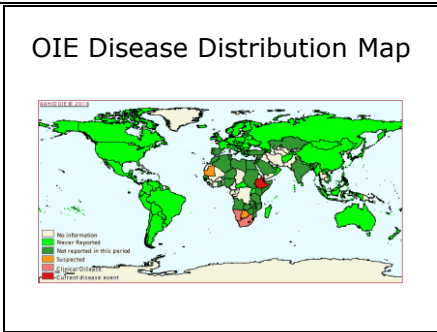 OIE Disease Distribution Map
WAHID OIE © 2010
No information
Never Reported
Not reported in this period
Suspected
Clinical Disease
Current disease event